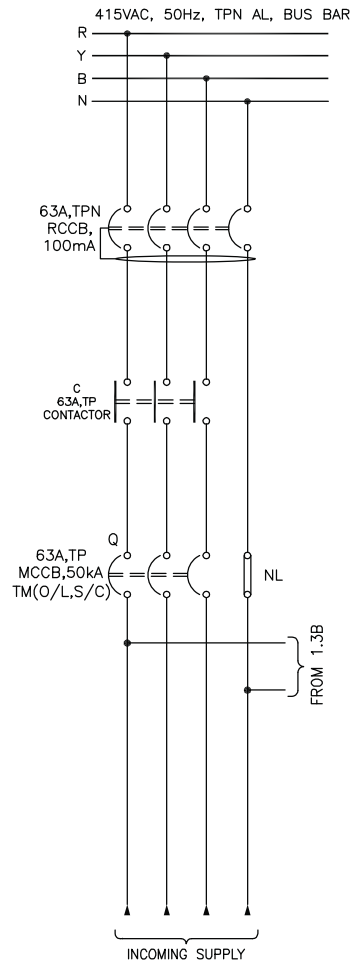 415VAC, 50Hz, TPN AL, BUS BAR
R
Y
B
N
63A,TPN
RCCB,
100mA
C
63A,TP
CONTACTOR
Q
63A,TP
MCCB,50kA
TM(O/L,S/C)
NL
FROM 1.3B
INCOMING SUPPLY